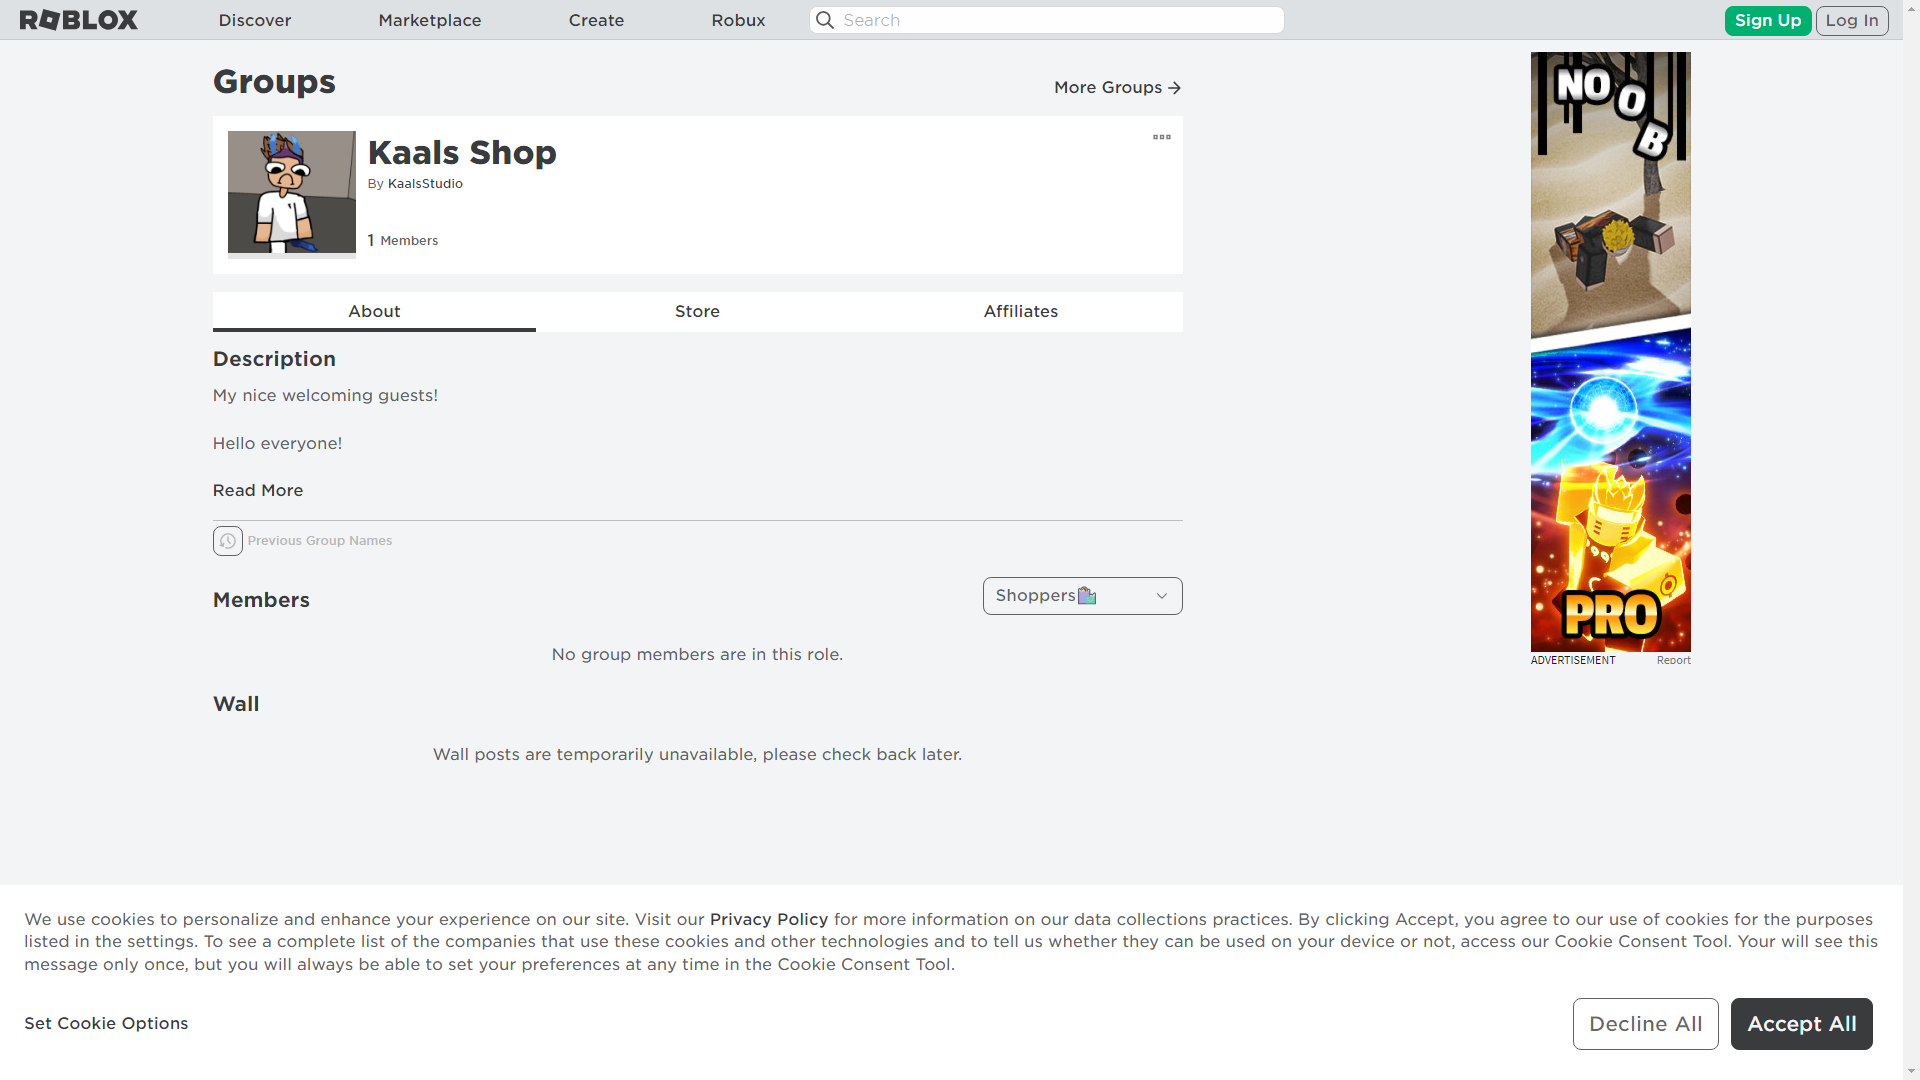 ROBLOX
Discover
Marketplace
Create
Robux
Search
Sign Up
Log In
Groups
More Groups
Kaals Shop
By KaalsStudio
1 Members
About
Store
Affiliates
Description
My nice welcoming guests!
Hello everyone!
Read More
Previous Group Names
Members
Shoppers🛍️
No group members are in this role.
Wall
Wall posts are temporarily unavailable, please check back later.
NOOB
PRO
ADVERTISEMENT
Report
We use cookies to personalize and enhance your experience on our site. Visit our Privacy Policy for more information on our data collections practices. By clicking Accept, you agree to our use of cookies for the purposes
listed in the settings. To see a complete list of the companies that use these cookies and other technologies and to tell us whether they can be used on your device or not, access our Cookie Consent Tool. Your will see this
message only once, but you will always be able to set your preferences at any time in the Cookie Consent Tool.
Set Cookie Options
Decline All
Accept All